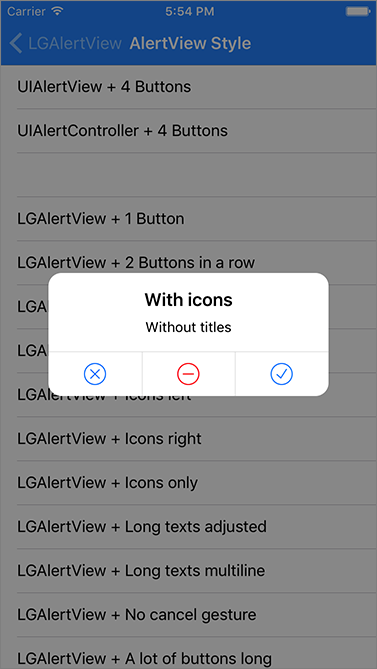 Carrier 5:54 PM
LGAlertView AlertView Style
UIAlertView + 4 Buttons
UIAlertController + 4 Buttons
LGAlertView + 1 Button
LGAlertView + 2 Buttons in a row
With icons
Without titles
LGAlertView + Icons left
LGAlertView + Icons right
LGAlertView + Icons only
LGAlertView + Long texts adjusted
LGAlertView + Long texts multiline
LGAlertView + No cancel gesture
LGAlertView + A lot of buttons long